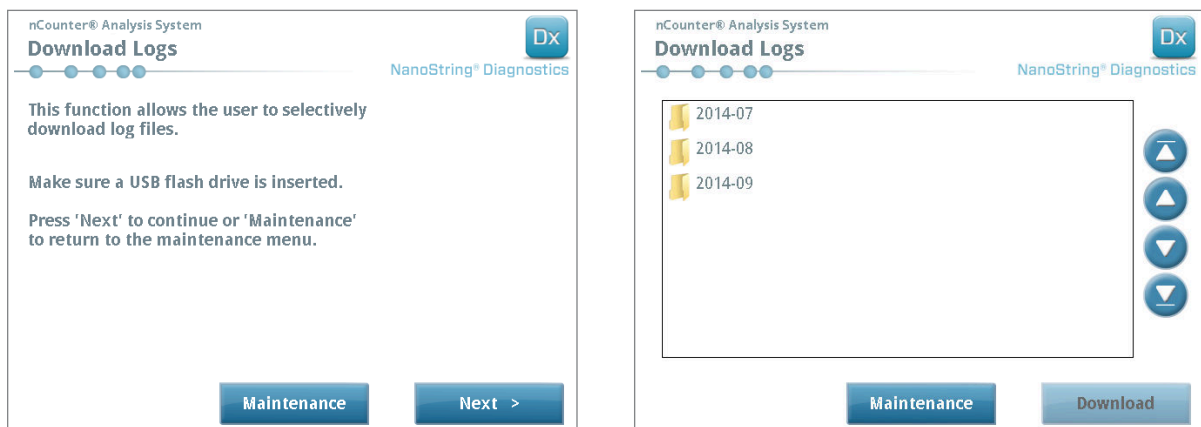 nCounter® Analysis System
Download Logs
Dx
NanoString® Diagnostics
This function allows the user to selectively
download log files.
Make sure a USB flash drive is inserted.
Press 'Next' to continue or 'Maintenance'
to return to the maintenance menu.
Maintenance
Next >
nCounter® Analysis System
Download Logs
Dx
NanoString® Diagnostics
2014-07
2014-08
2014-09
Maintenance
Download